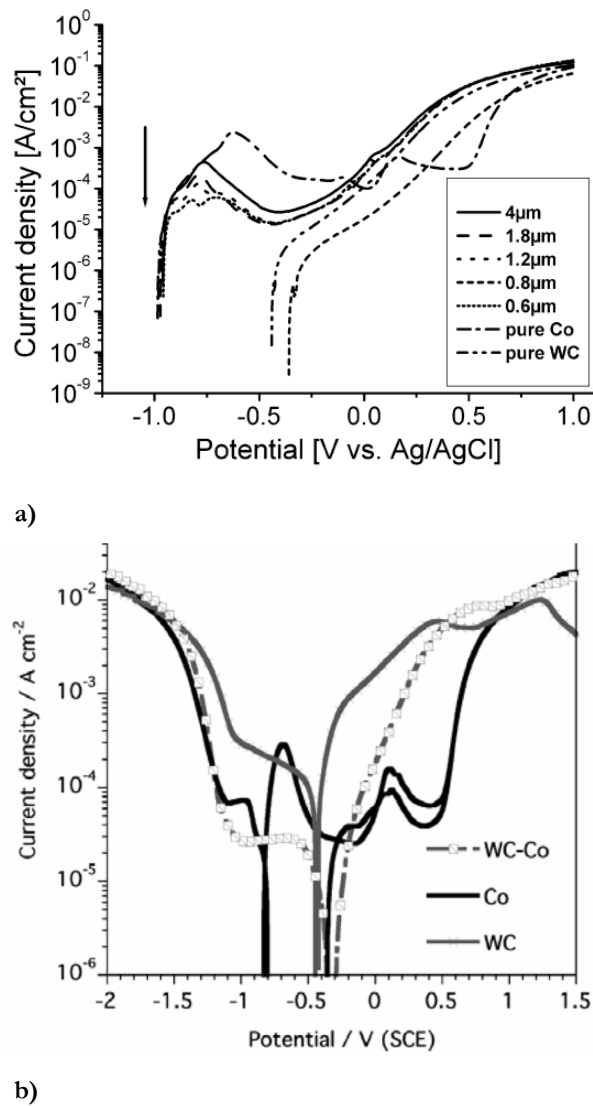 Current density [A/cm²]
10⁰
10⁻¹
10⁻²
10⁻³
10⁻⁴
10⁻⁵
10⁻⁶
10⁻⁷
10⁻⁸
10⁻⁹
4µm
1.8µm
1.2µm
0.8µm
0.6µm
pure Co
pure WC
-1.0 -0.5 0.0 0.5 1.0
Potential [V vs. Ag/AgCl]
a)
Current density / A cm⁻²
10⁻²
10⁻³
10⁻⁴
10⁻⁵
10⁻⁶
WC-Co
Co
WC
-2 -1.5 -1 -0.5 0 0.5 1 1.5
Potential / V (SCE)
b)